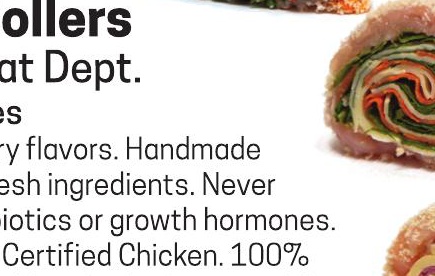 ollers
at Dept.
es
ry flavors. Handmade
esh ingredients. Never
biotics or growth hormones.
Certified Chicken. 100%